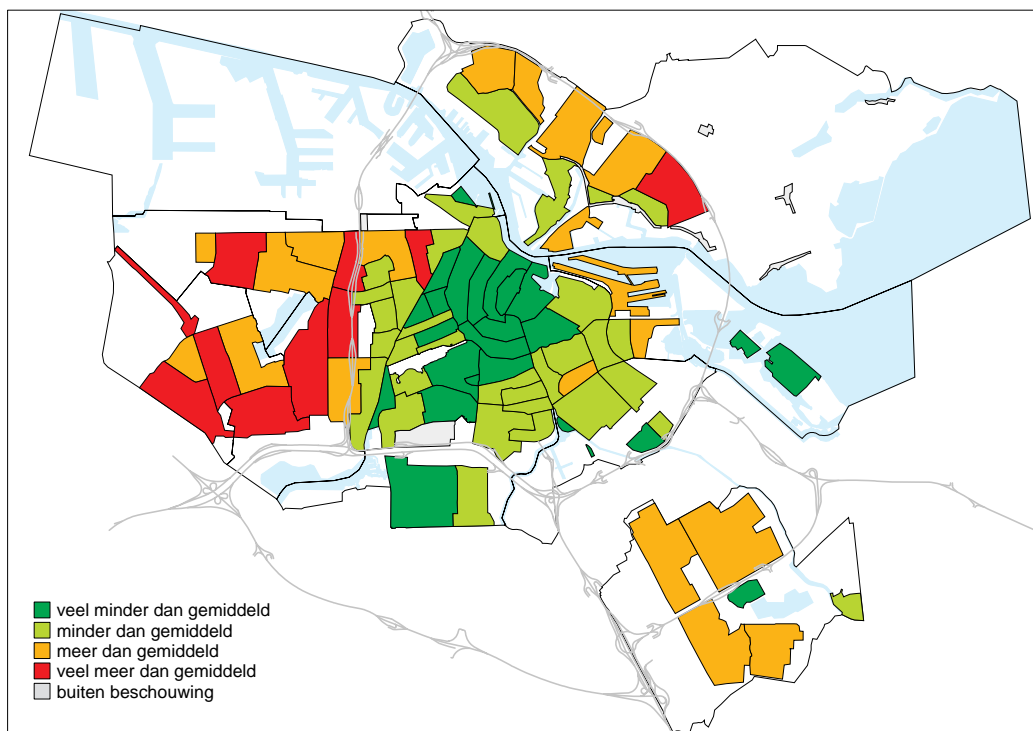 veel minder dan gemiddeld
minder dan gemiddeld
meer dan gemiddeld
veel meer dan gemiddeld
buiten beschouwing